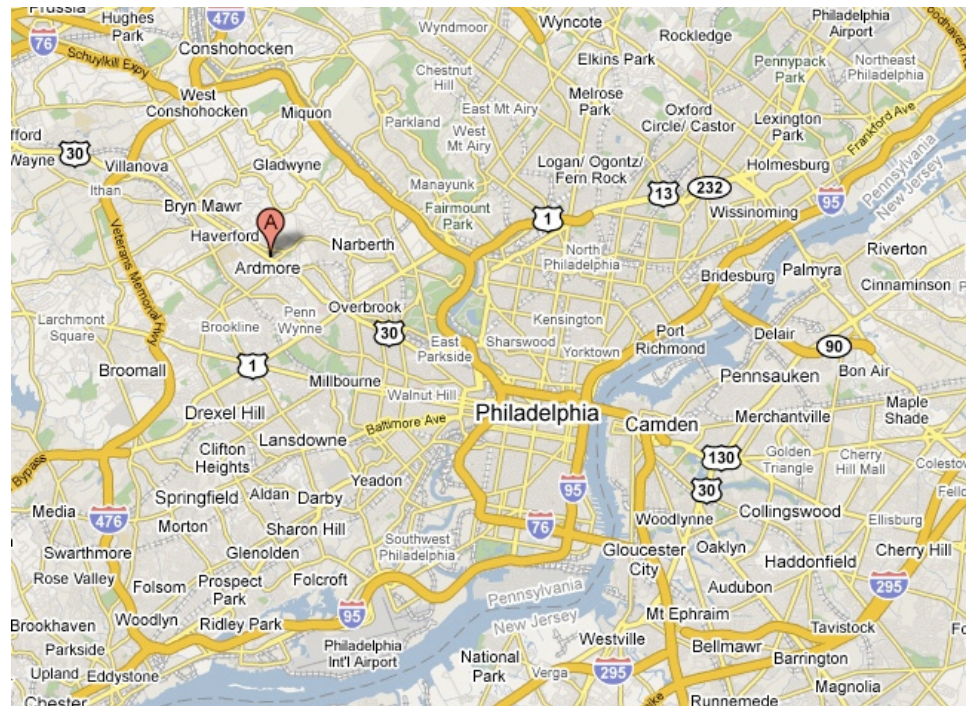 Prussia
Hughes
Park
476
Philadelphia
Airport
Woodhaven
76
Conshohocken
Wyndmoor
Wyncote
Rockledge
Schuylkill Expy
Elkins Park
Pennypack
Park
Northeast
Philadelphia
Chestnut
Hill
West
Conshohocken
Miquon
Melrose
Park
East Mt Airy
Oxford
Circle/ Castor
Lexington
Park
Frankford Ave
Parkland
West
Mt Airy
fford
Wayne
30
Villanova
Gladwyne
Logan/ Ogontz/
Fern Rock
Holmesburg
Pennsylvania
New Jersey
Ithan
Manayunk
13
232
95
Bryn Mawr
Fairmount
Park
1
Wissinoming
A
Haverford
Narberth
North
Philadelphia
Riverton
Ardmore
Bridesburg
Palmyra
Cinnaminson
Veterans Memorial Hwy
Penn
Wynne
Overbrook
Larchmont
Square
Brookline
30
Kensington
Port
Richmond
Delair
90
East
Parkside
Sharswood
Yorktown
Broomall
1
Millbourne
Walnut Hill
Pennsauken
Bon Air
Drexel Hill
Baltimore Ave
Philadelphia
Camden
Merchantville
Maple
Shade
Clifton
Heights
Lansdowne
130
Golden
Triangle
Cherry
Hill Mall
Bypass
Yeadon
95
30
Springfield
Aldan
Darby
Media
476
Morton
Sharon Hill
76
Woodlynne
Collingswood
Ellisburg
Swarthmore
Glenolden
Southwest
Philadelphia
Gloucester
City
Oaklyn
Haddonfield
Cherry Hill
Rose Valley
Folsom
Prospect
Park
Folcroft
Pennsylvania
New Jersey
Audubon
295
Brookhaven
Woodlyn
Ridley Park
95
Mt Ephraim
Tavistock
Parkside
Philadelphia
Int'l Airport
Westville
Bellmawr
Barrington
Upland
Eddystone
National
Park
Verga
295
Magnolia
Chester
Runnemede